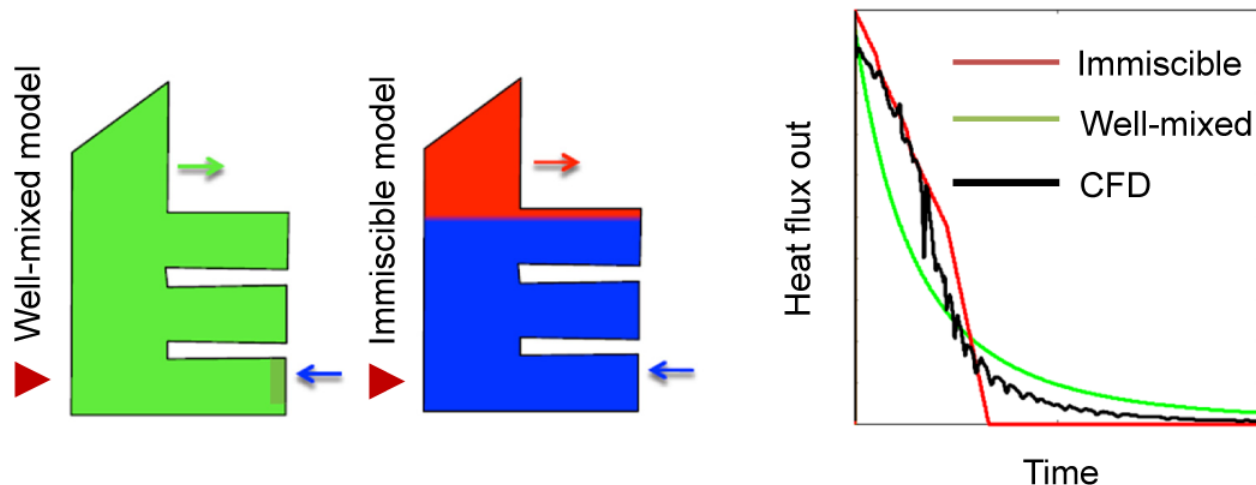 Well-mixed model
Immiscible model
Heat flux out
Immiscible
Well-mixed
CFD
Time